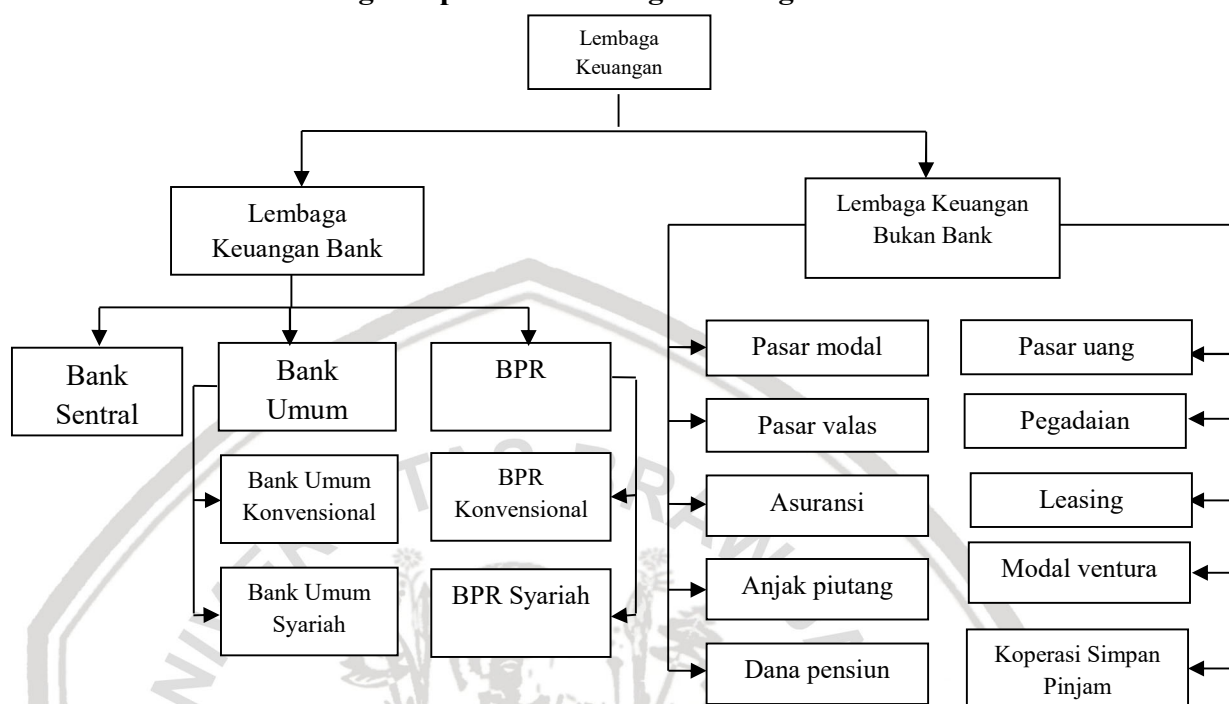 Lembaga
Keuangan
Lembaga
Keuangan Bank
Lembaga Keuangan
Bukan Bank
Bank
Sentral
Bank
Umum
BPR
Bank Umum
Konvensional
BPR
Konvensional
Bank Umum
Syariah
BPR Syariah
Pasar modal
Pasar uang
Pasar valas
Pegadaian
Asuransi
Leasing
Anjak piutang
Modal ventura
Dana pensiun
Koperasi Simpan
Pinjam